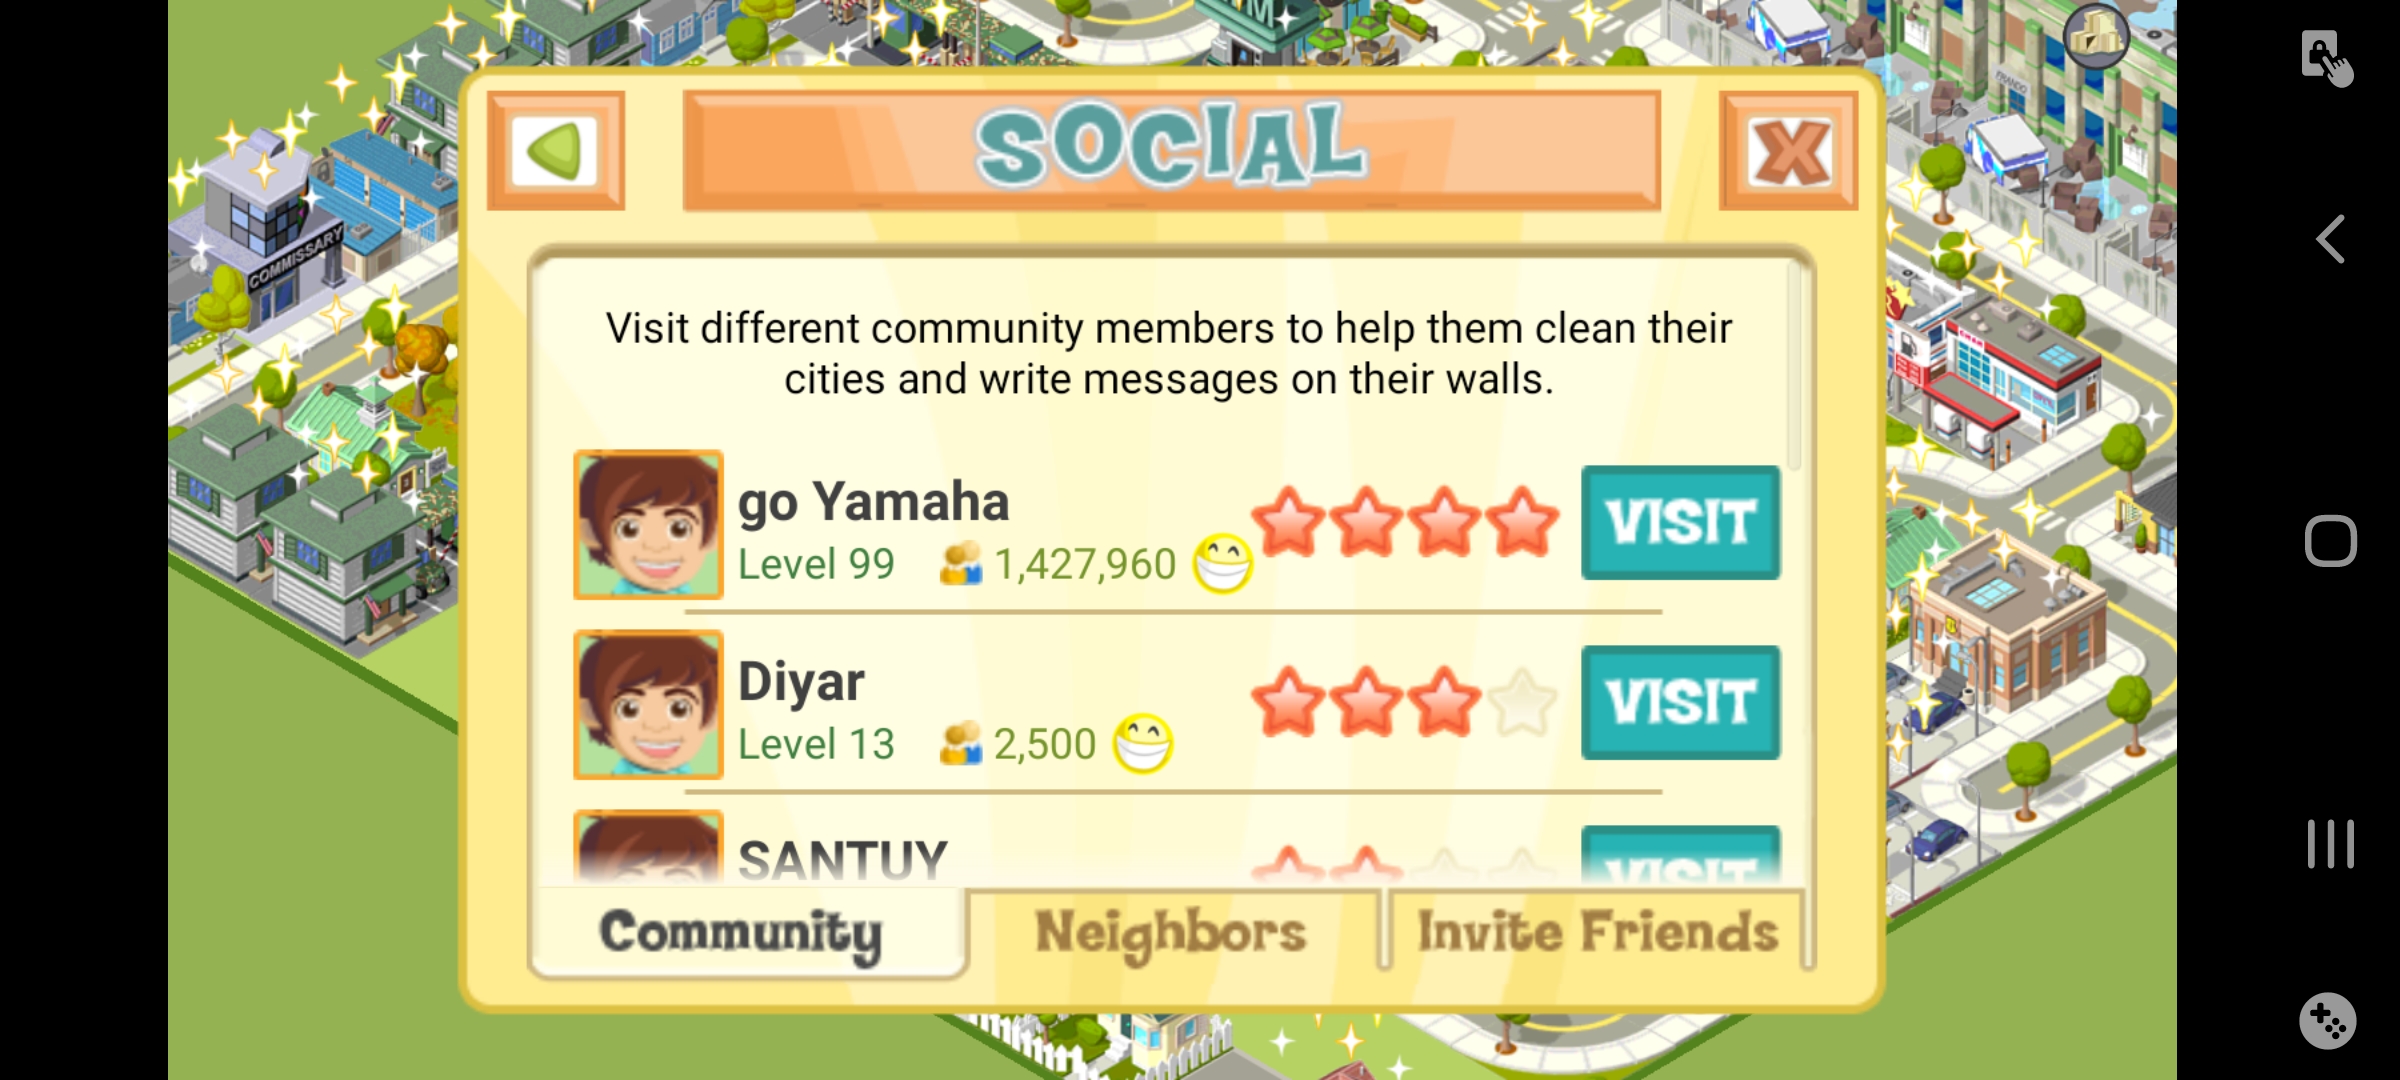 SOCIAL
Visit different community members to help them clean their
cities and write messages on their walls.
go Yamaha
Level 99 1,427,960
VISIT
Diyar
Level 13 2,500
VISIT
SANTUY
VISIT
Community Neighbors Invite Friends
COMMISSARY